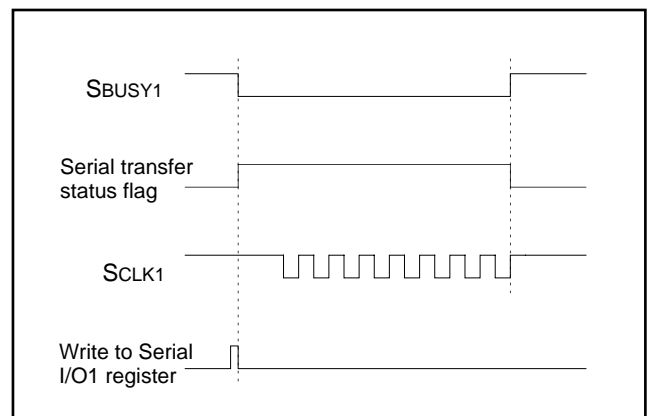 SBUSY1
Serial transfer
status flag
SCLK1
Write to Serial
I/O1 register